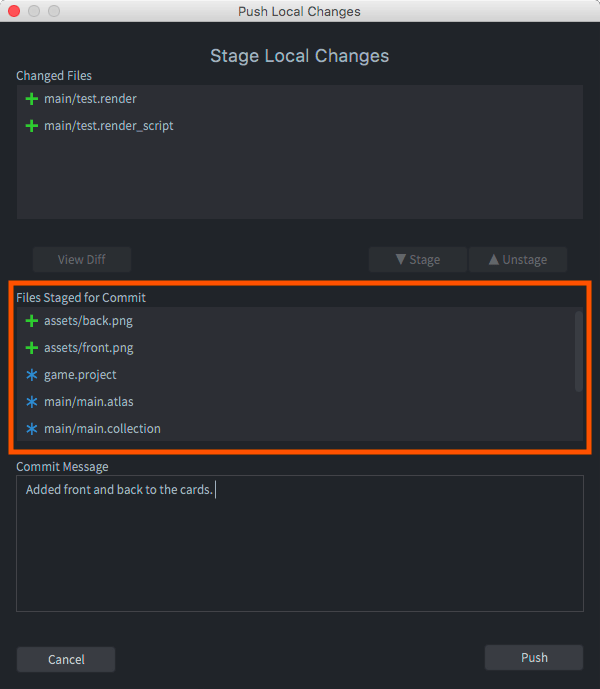 Push Local Changes
Stage Local Changes
Changed Files
main/test.render
main/test.render_script
View Diff
Stage
Unstage
Files Staged for Commit
assets/back.png
assets/front.png
game.project
main/main.atlas
main/main.collection
Commit Message
Added front and back to the cards.
Cancel
Push